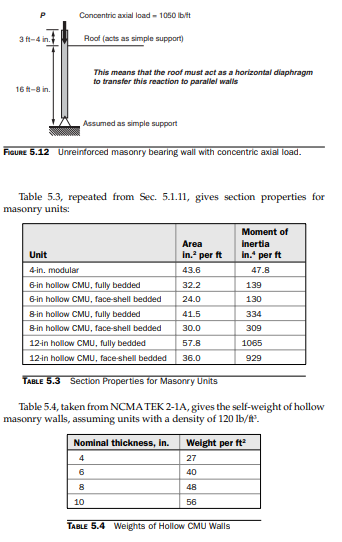 P
Concentric axial load = 1050 lb/ft
3 ft–4 in.
Roof (acts as simple support)
This means that the roof must act as a horizontal diaphragm
to transfer this reaction to parallel walls
16 ft–8 in.
Assumed as simple support
FIGURE 5.12 Unreinforced masonry bearing wall with concentric axial load.
Table 5.3, repeated from Sec. 5.1.11, gives section properties for
masonry units:
Unit Area in.² per ft Moment of inertia in.⁴ per ft
4-in. modular 43.6 47.8
6-in hollow CMU, fully bedded 32.2 139
6-in hollow CMU, face-shell bedded 24.0 130
8-in hollow CMU, fully bedded 41.5 334
8-in hollow CMU, face-shell bedded 30.0 309
12-in hollow CMU, fully bedded 57.8 1065
12-in hollow CMU, face-shell bedded 36.0 929
TABLE 5.3 Section Properties for Masonry Units
Table 5.4, taken from NCMA TEK 2-1A, gives the self-weight of hollow
masonry walls, assuming units with a density of 120 lb/ft³.
Nominal thickness, in. Weight per ft²
4 27
6 40
8 48
10 56
TABLE 5.4 Weights of Hollow CMU Walls